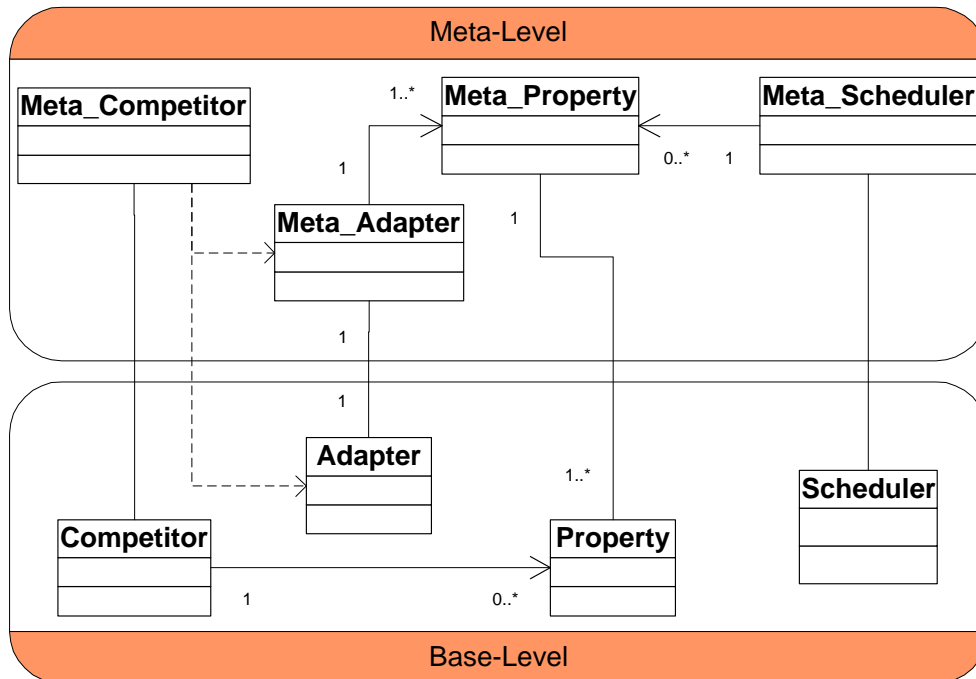 Meta-Level
Meta_Competitor
1..*
Meta_Property
Meta_Scheduler
0..*
1
1
Meta_Adapter
1
1
1
Adapter
1..*
Scheduler
Competitor
Property
1
0..*
Base-Level